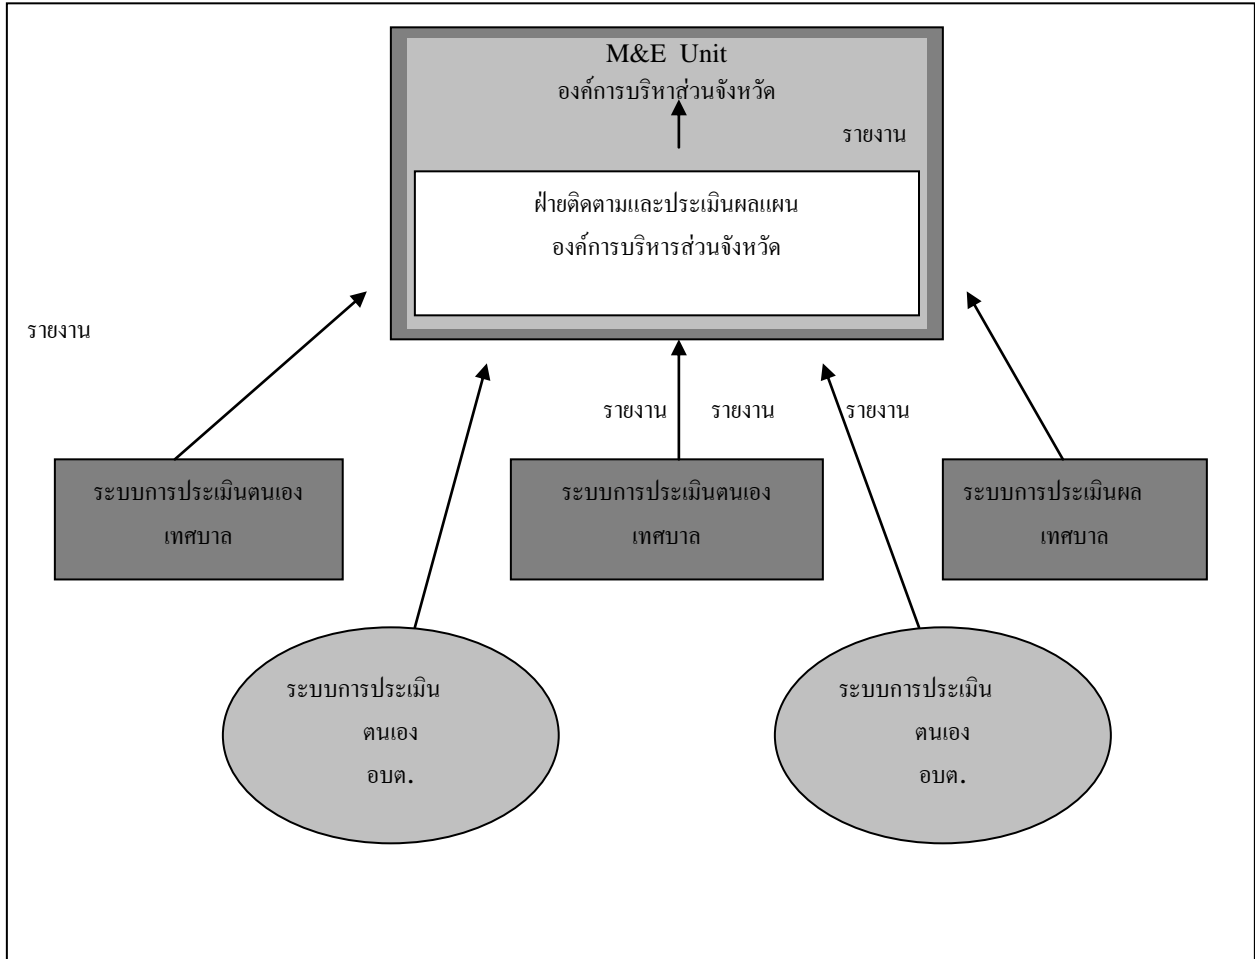 M&E Unit
องค์การบริหาส่วนจังหวัด
รายงาน
ฝ่ายติดตามและประเมินผลแผน
องค์การบริหารส่วนจังหวัด
รายงาน
รายงาน รายงาน รายงาน
ระบบการประเมินตนเอง
เทศบาล
ระบบการประเมินตนเอง
เทศบาล
ระบบการประเมินผล
เทศบาล
ระบบการประเมิน
ตนเอง
อบต.
ระบบการประเมิน
ตนเอง
อบต.